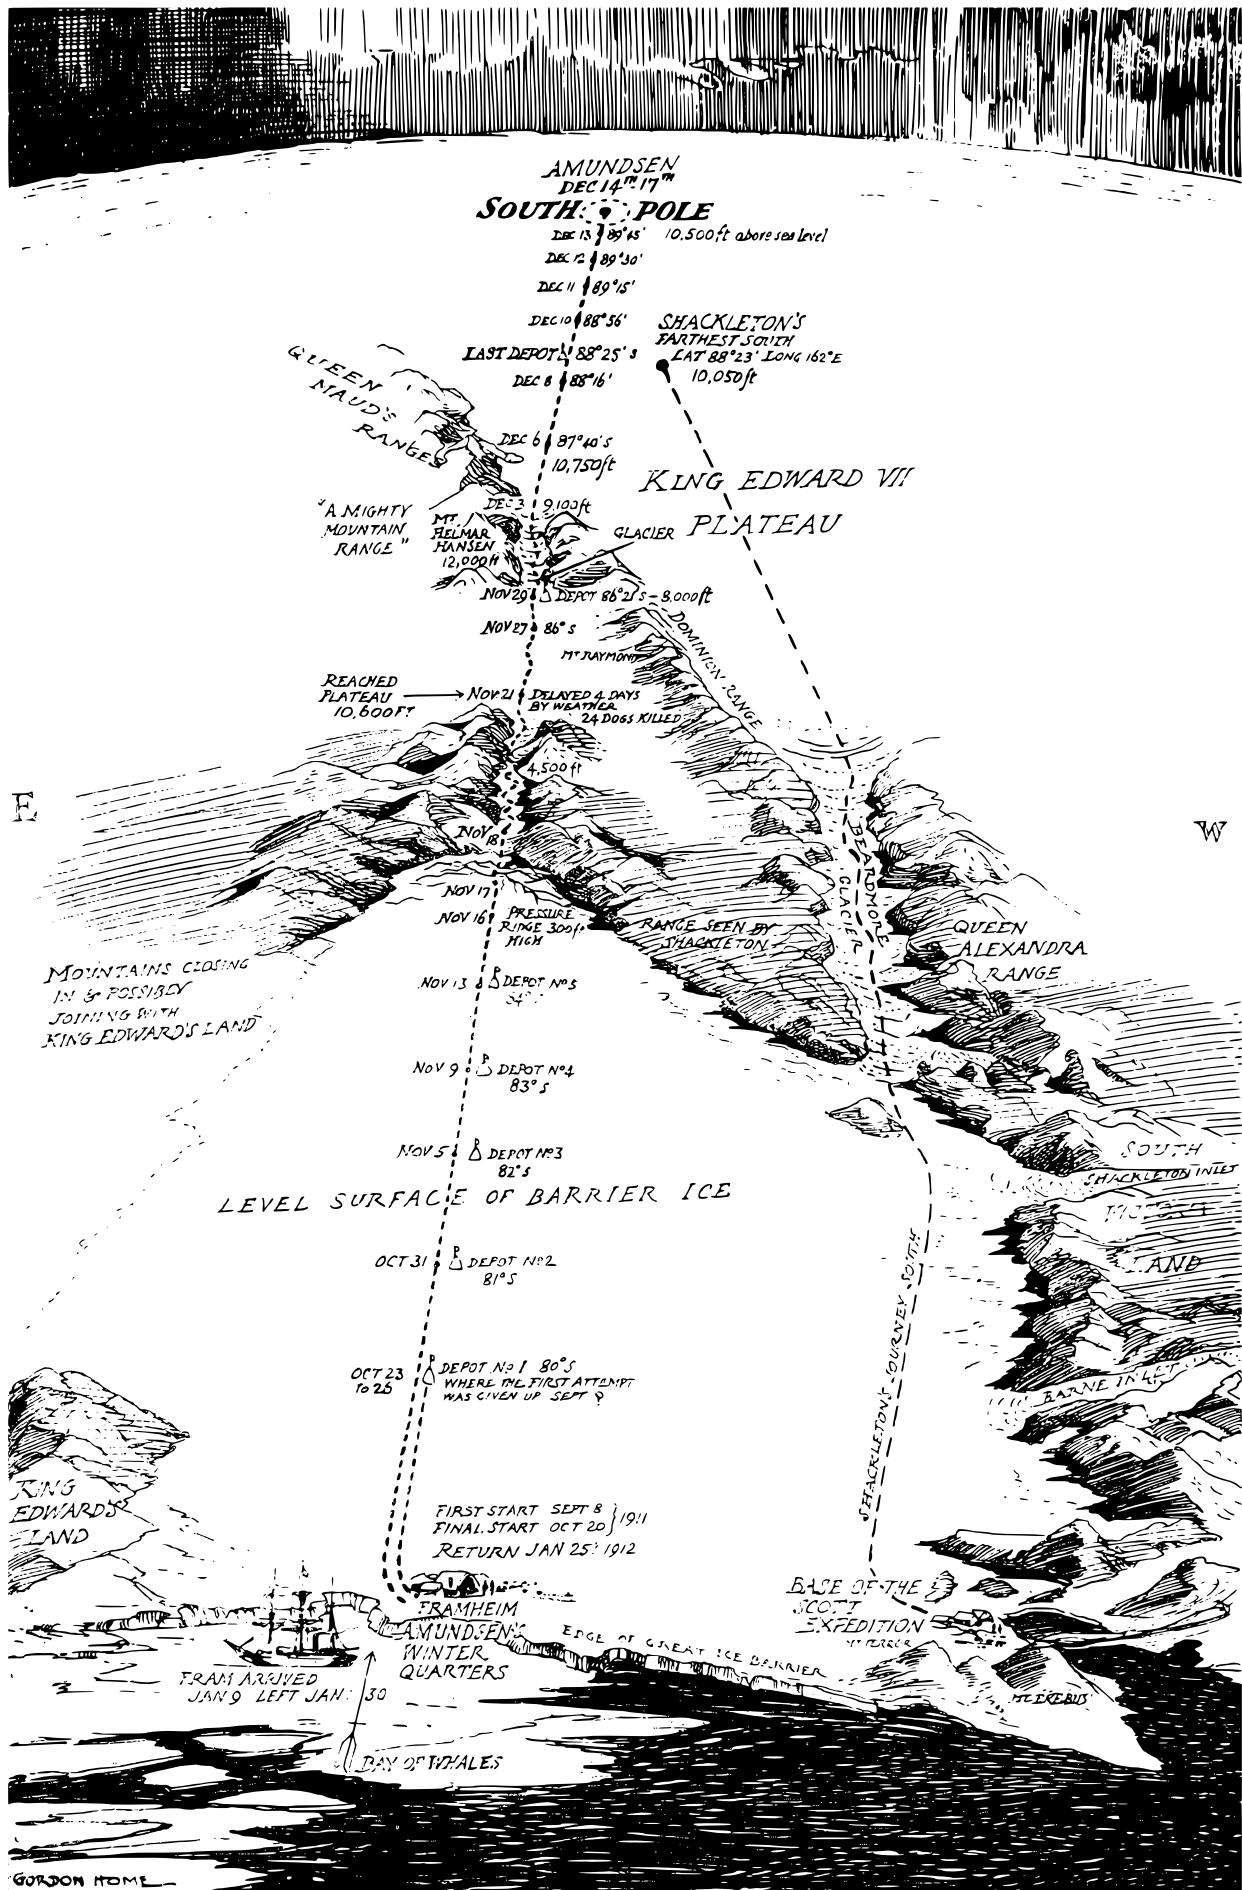 AMUNDSEN
DEC 14TH-17TH
SOUTH POLE
DEC 13 89°45' 10,500ft above sea level
DEC 12 89°30'
DEC 11 89°15'
DEC 10 88°56'
SHACKLETON'S
FARTHEST SOUTH
LAT 88°23' LONG 162°E
10,050ft
LAST DEPOT 88°25' S
DEC 8 88°16'
QUEEN
MAUD'S
RANGES
DEC 6 87°40'S
10,750ft
KING EDWARD VII
PLATEAU
"A MIGHTY
MOUNTAIN
RANGE"
DEC 3 9,100ft
MT.
HELMAR
HANSEN
12,000ft
GLACIER
NOV 29 DEPOT 86°21'S-8,000ft
NOV 27 86°S
DOMINION RANGE
MT RAYMOND
REACHED
PLATEAU
10,600FT
NOV 21 DELAYED 4 DAYS
BY WEATHER
24 DOGS KILLED
4,500ft
E
W
NOV
18
BEARDMORE
GLACIER
NOV 17
NOV 16 PRESSURE
RIDGE 300ft
HIGH
RANGE SEEN BY
SHACKLETON
QUEEN
ALEXANDRA
RANGE
MOUNTAINS CLOSING
IN & POSSIBLY
JOINING WITH
KING EDWARD'S LAND
NOV 13 DEPOT Nº5
NOV 9 DEPOT Nº4
83°S
NOV 5 DEPOT Nº3
82°S
SOUTH
SHACKLETON INLET
LAND
LEVEL SURFACE OF BARRIER ICE
OCT 31 DEPOT Nº2
81°S
SHACKLETON'S JOURNEY SOUTH
OCT 23
TO 26
DEPOT Nº1 80°S
WHERE THE FIRST ATTEMPT
WAS GIVEN UP SEPT ?
BARNE INLET
KING
EDWARD'S
LAND
FIRST START SEPT 8
FINAL START OCT 20
1911
RETURN JAN 25TH 1912
BASE OF THE
SCOTT
EXPEDITION
MT TERROR
MT EREBUS
FRAMHEIM
AMUNDSEN'S
WINTER
QUARTERS
EDGE OF GREAT ICE BARRIER
FRAM ARRIVED
JAN 9 LEFT JAN 30
BAY OF WHALES
GORDON HOME